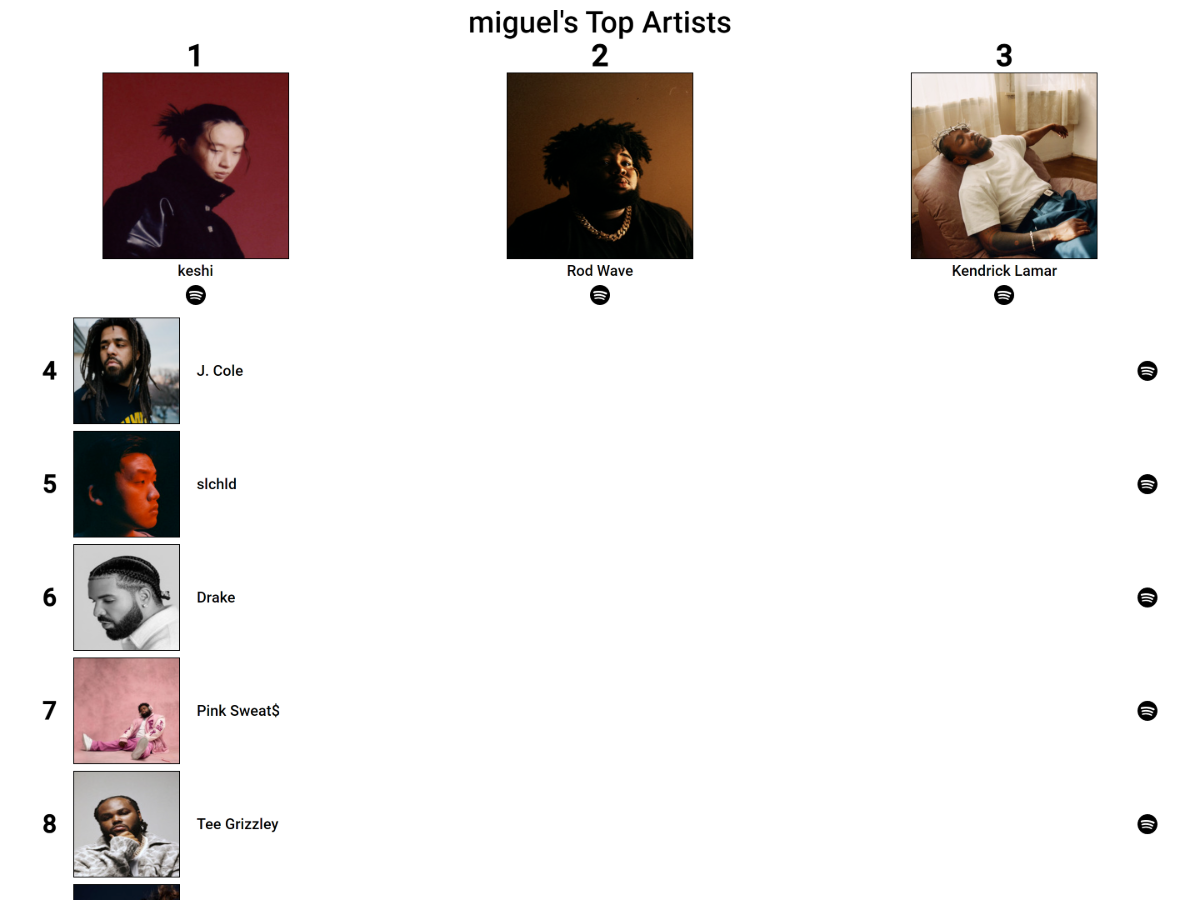 miguel's Top Artists
1
2
3
keshi
Rod Wave
Kendrick Lamar
4
J. Cole
5
slchld
6
Drake
7
Pink Sweat$
8
Tee Grizzley